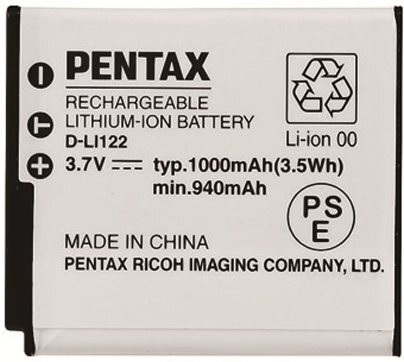 PENTAX
RECHARGEABLE
LITHIUM-ION BATTERY
D-LI122
3.7V ⎓ typ.1000mAh(3.5Wh)
min.940mAh
Li-ion 00
PS
E
MADE IN CHINA
PENTAX RICOH IMAGING COMPANY, LTD.
T
+